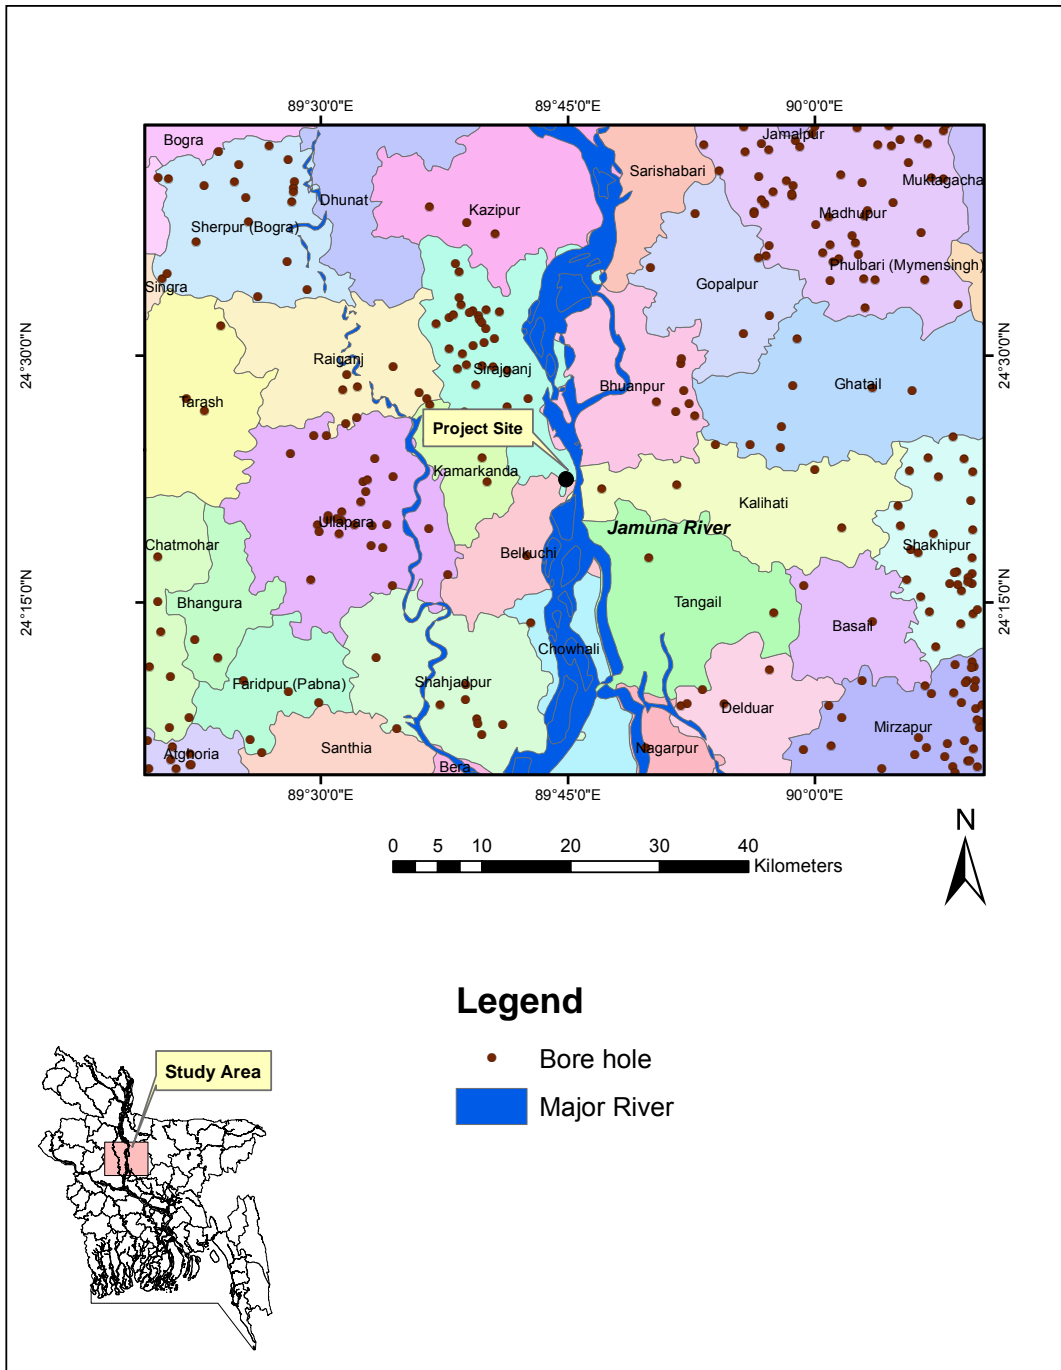 89°30'0"E
89°45'0"E
90°0'0"E
Bogra
Jamalpur
Sarishabari
Muktagacha
Dhunat
Kazipur
Madhupur
Sherpur (Bogra)
Phulbari (Mymensingh)
Singra
Gopalpur
24°30'0"N
24°30'0"N
Raiganj
Sirajganj
Bhuanpur
Ghatail
Tarash
Project Site
Kamarkanda
Kalihati
Ullapara
Jamuna River
Chatmohar
Belkuchi
Shakhipur
24°15'0"N
24°15'0"N
Bhangura
Tangail
Basail
Chowhali
Faridpur (Pabna)
Shahjadpur
Delduar
Mirzapur
Atghoria
Santhia
Nagarpur
Bera
89°30'0"E
89°45'0"E
90°0'0"E
N
0 5 10 20 30 40
Kilometers
Legend
Bore hole
Major River
Study Area